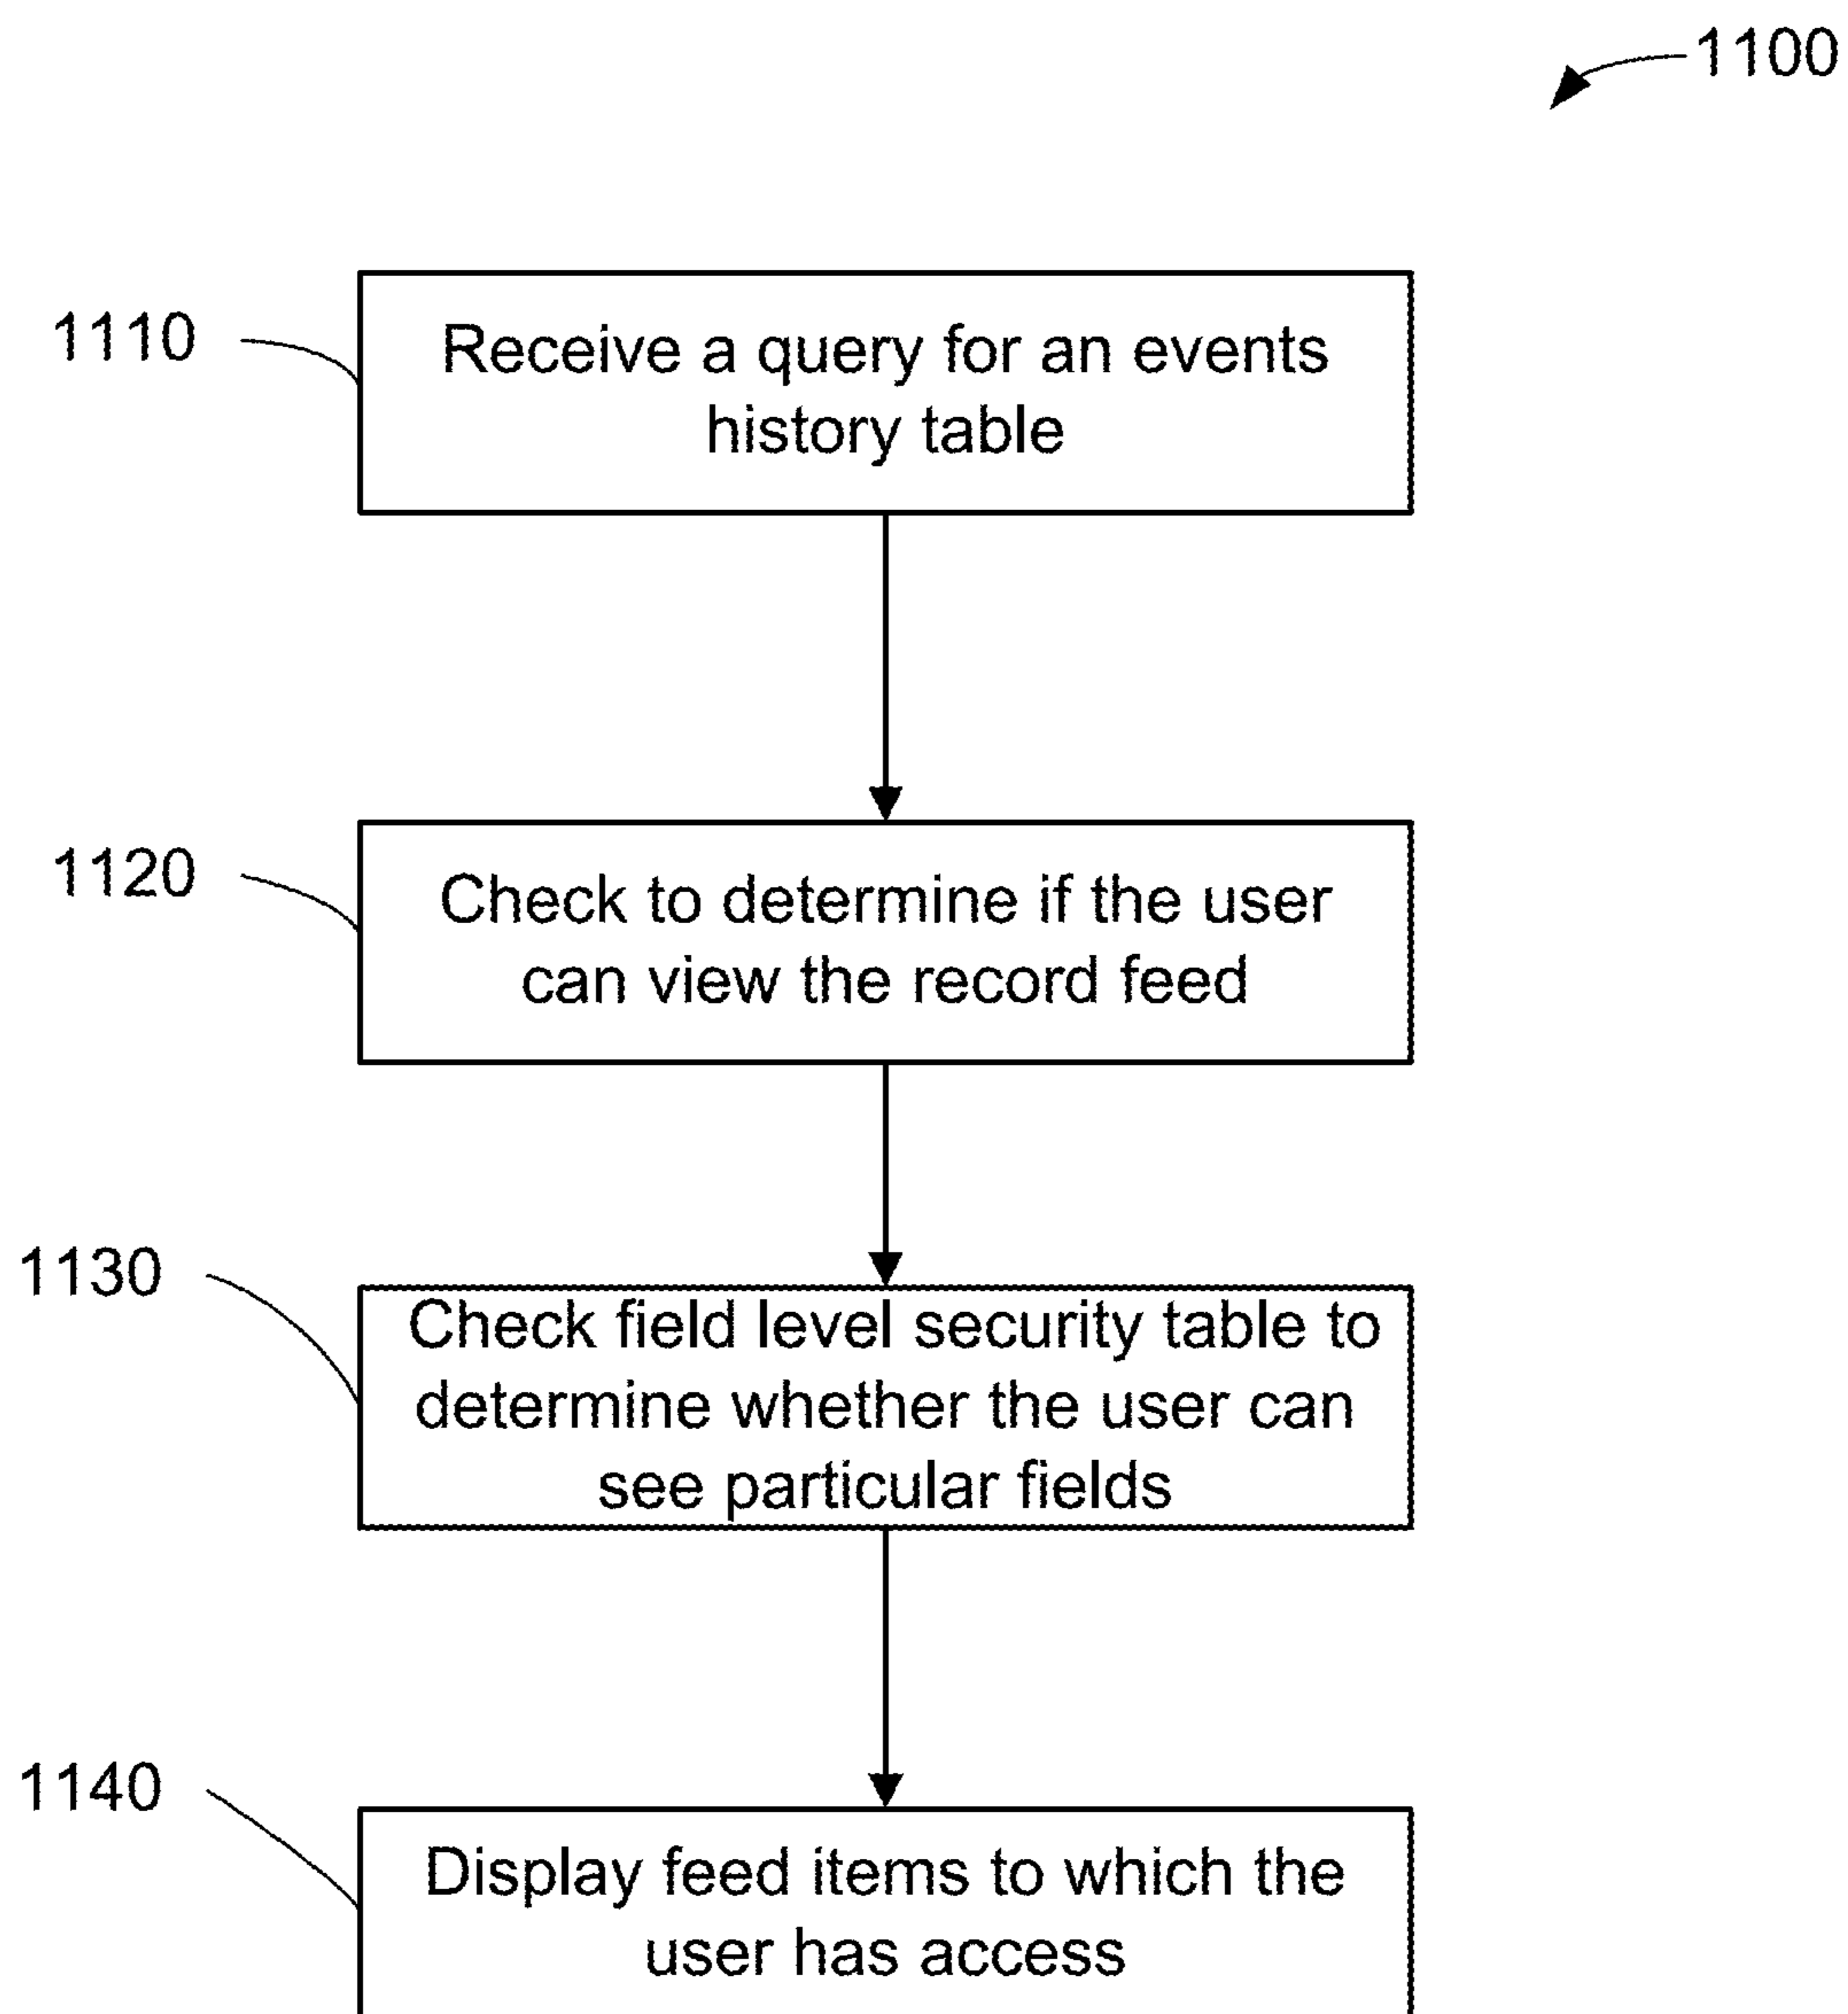 1100
1110
Receive a query for an events
history table
1120
Check to determine if the user
can view the record feed
1130
Check field level security table to
determine whether the user can
see particular fields
1140
Display feed items to which the
user has access